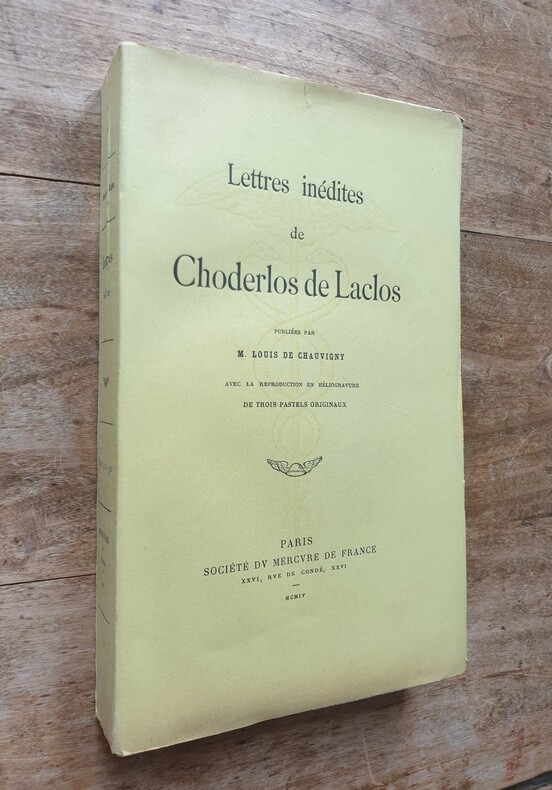 Lettres inédites
de
Choderlos de Laclos
PUBLIÉES PAR
M. LOUIS DE CHAUVIGNY
AVEC LA REPRODUCTION EN HÉLIOGRAVURE
DE TROIS PASTELS ORIGINAUX
PARIS
SOCIÉTÉ DV MERCVRE DE FRANCE
XXVI, RVE DE CONDÉ, XXVI
MCMIV